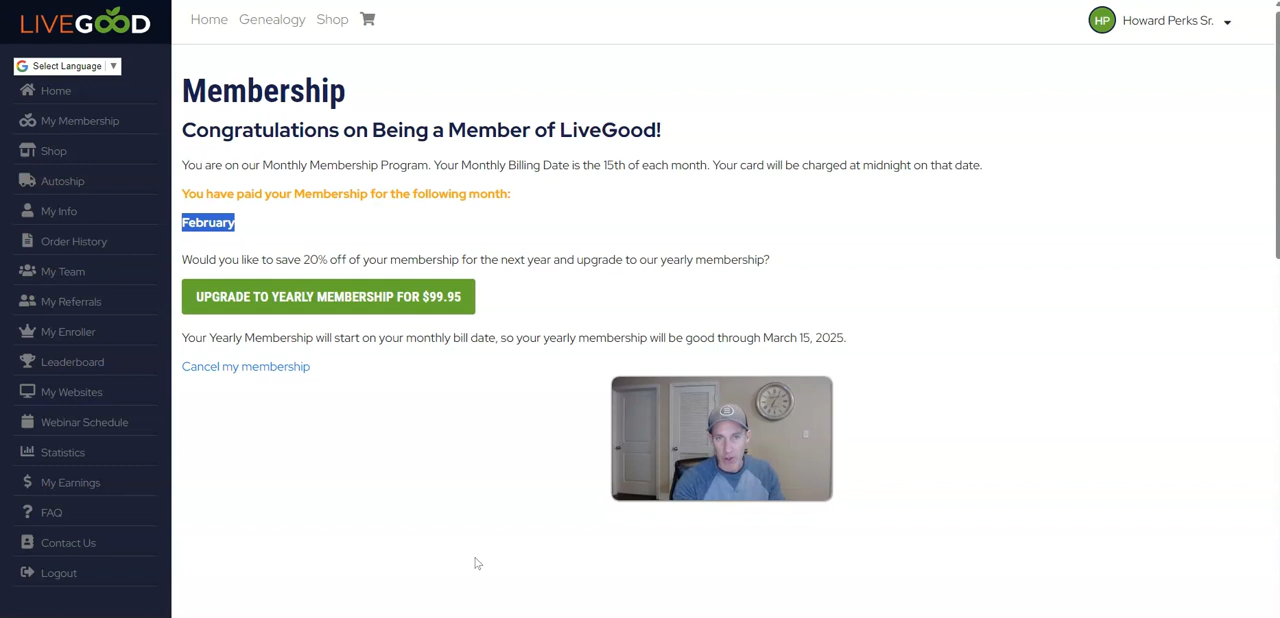 LIVEGOOD
Home Genealogy Shop
HP Howard Perks Sr.
Select Language
Home
My Membership
Shop
Autoship
My Info
Order History
My Team
My Referrals
My Enroller
Leaderboard
My Websites
Webinar Schedule
Statistics
My Earnings
FAQ
Contact Us
Logout
Membership
Congratulations on Being a Member of LiveGood!
You are on our Monthly Membership Program. Your Monthly Billing Date is the 15th of each month. Your card will be charged at midnight on that date.
You have paid your Membership for the following month:
February
Would you like to save 20% off of your membership for the next year and upgrade to our yearly membership?
UPGRADE TO YEARLY MEMBERSHIP FOR $99.95
Your Yearly Membership will start on your monthly bill date, so your yearly membership will be good through March 15, 2025.
Cancel my membership